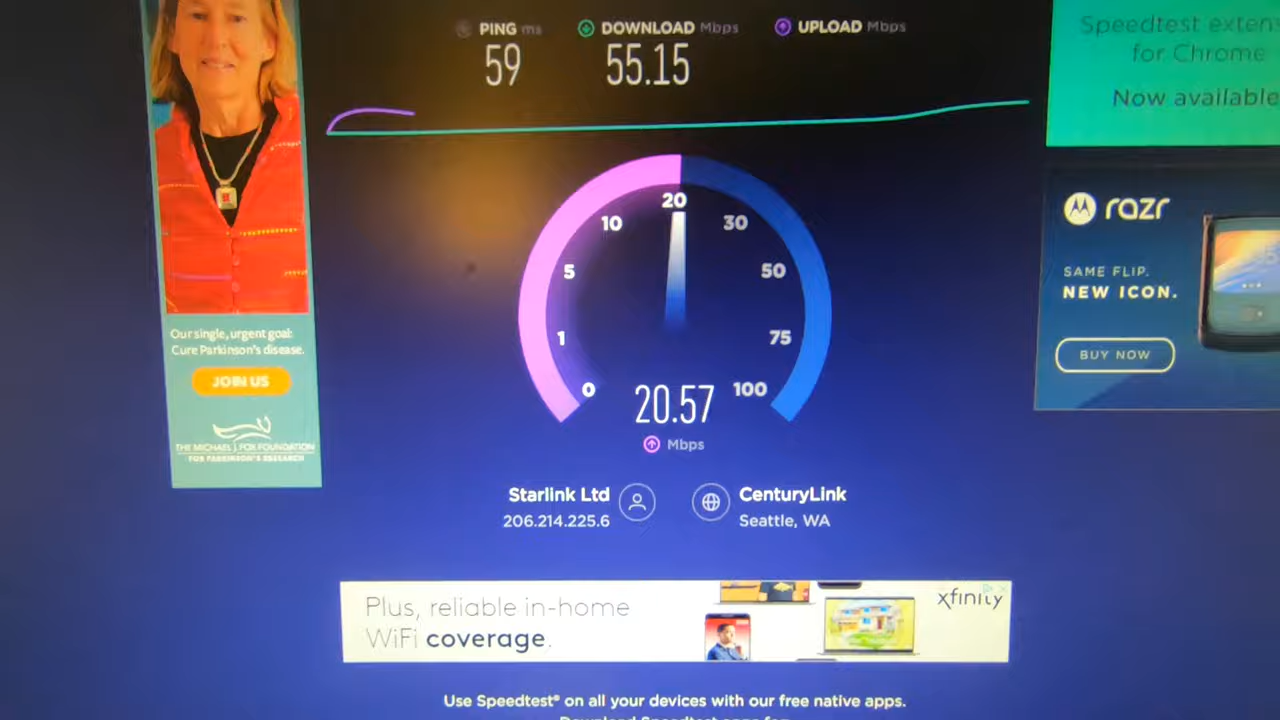 PING ms
DOWNLOAD Mbps
UPLOAD Mbps
59
55.15
Speedtest exten
for Chrome
Now available
20
10
30
5
50
1
75
0
100
20.57
Mbps
razr
SAME FLIP.
NEW ICON.
BUY NOW
Our single, urgent goal:
Cure Parkinson's disease.
JOIN US
THE MICHAEL J. FOX FOUNDATION
FOR PARKINSON'S RESEARCH
Starlink Ltd
206.214.225.6
CenturyLink
Seattle, WA
Plus, reliable in-home
WiFi coverage.
xfinity
Use Speedtest® on all your devices with our free native apps.
Download Speedtest apps for